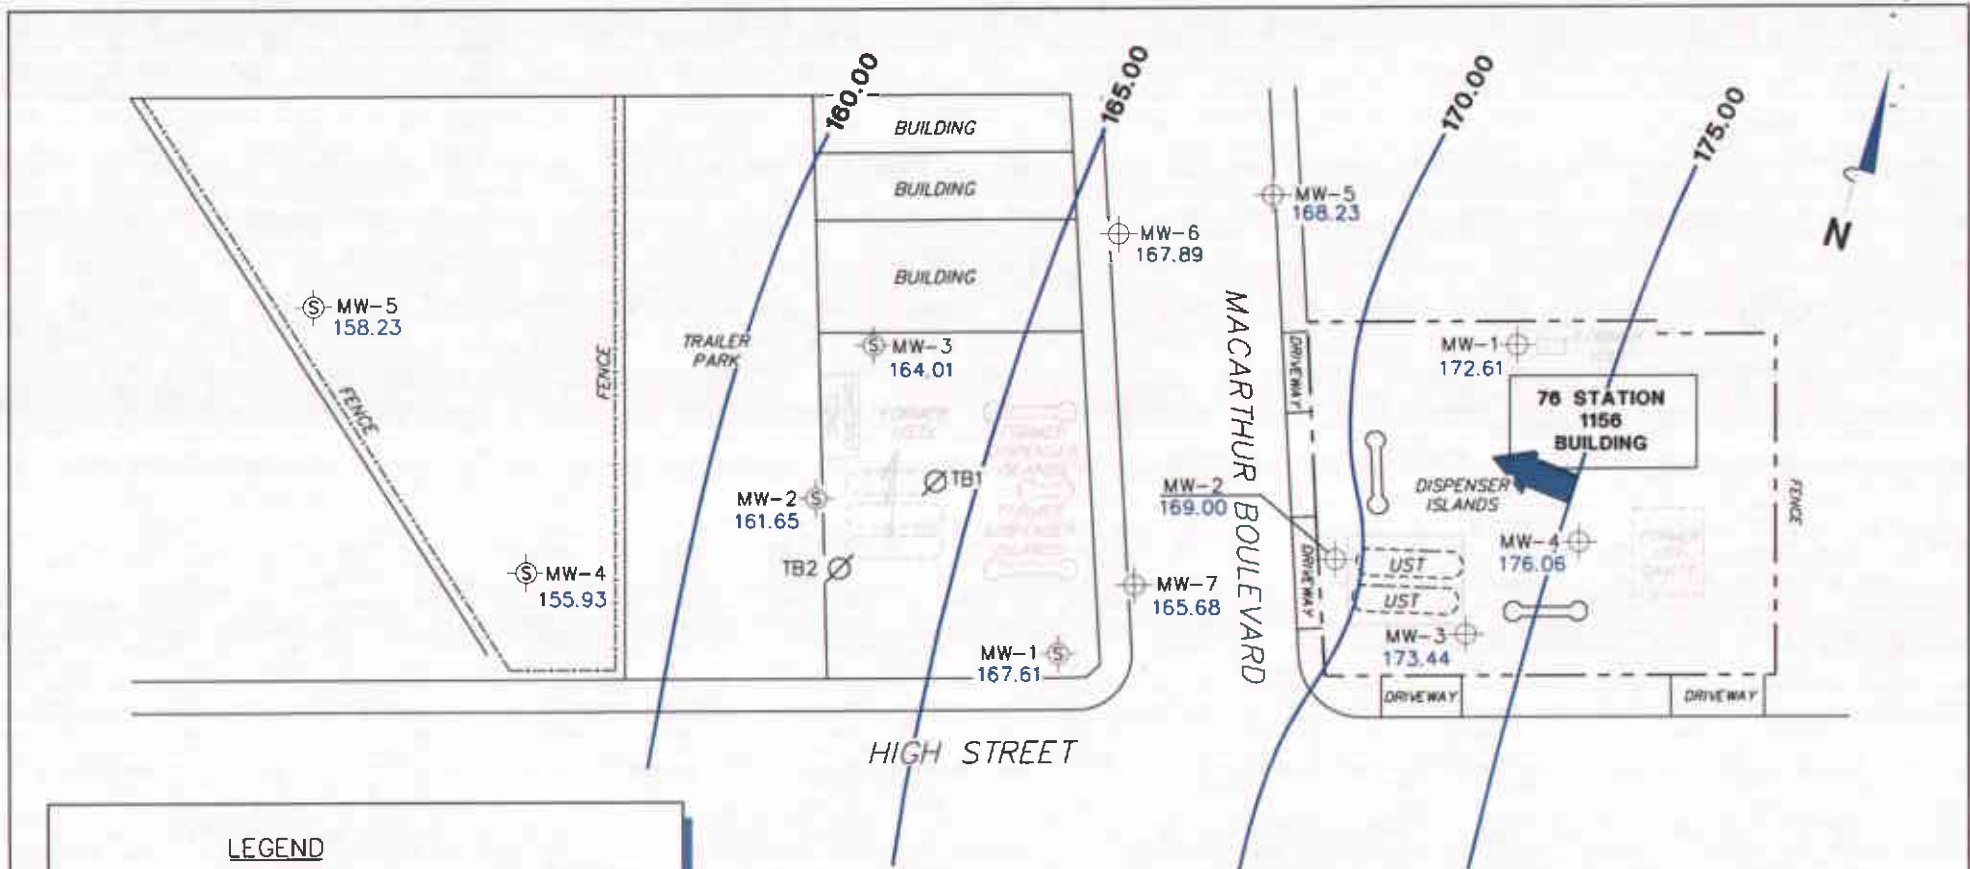 160.00
165.00
170.00
175.00
BUILDING
BUILDING
BUILDING
MW-5
168.23
MW-6
167.89
N
S MW-5
158.23
TRAILER
PARK
FENCE
FENCE
S MW-3
164.01
MACARTHUR BOULEVARD
DRIVEWAY
MW-1
172.61
76 STATION
1156
BUILDING
DISPENSER
ISLANDS
FENCE
TB1
MW-2 S
161.65
MW-2
169.00
TB2
DRIVEWAY
UST
UST
MW-4
176.06
S MW-4
155.93
MW-7
165.68
MW-3
173.44
MW-1 S
167.61
DRIVEWAY
DRIVEWAY
HIGH STREET
LEGEND